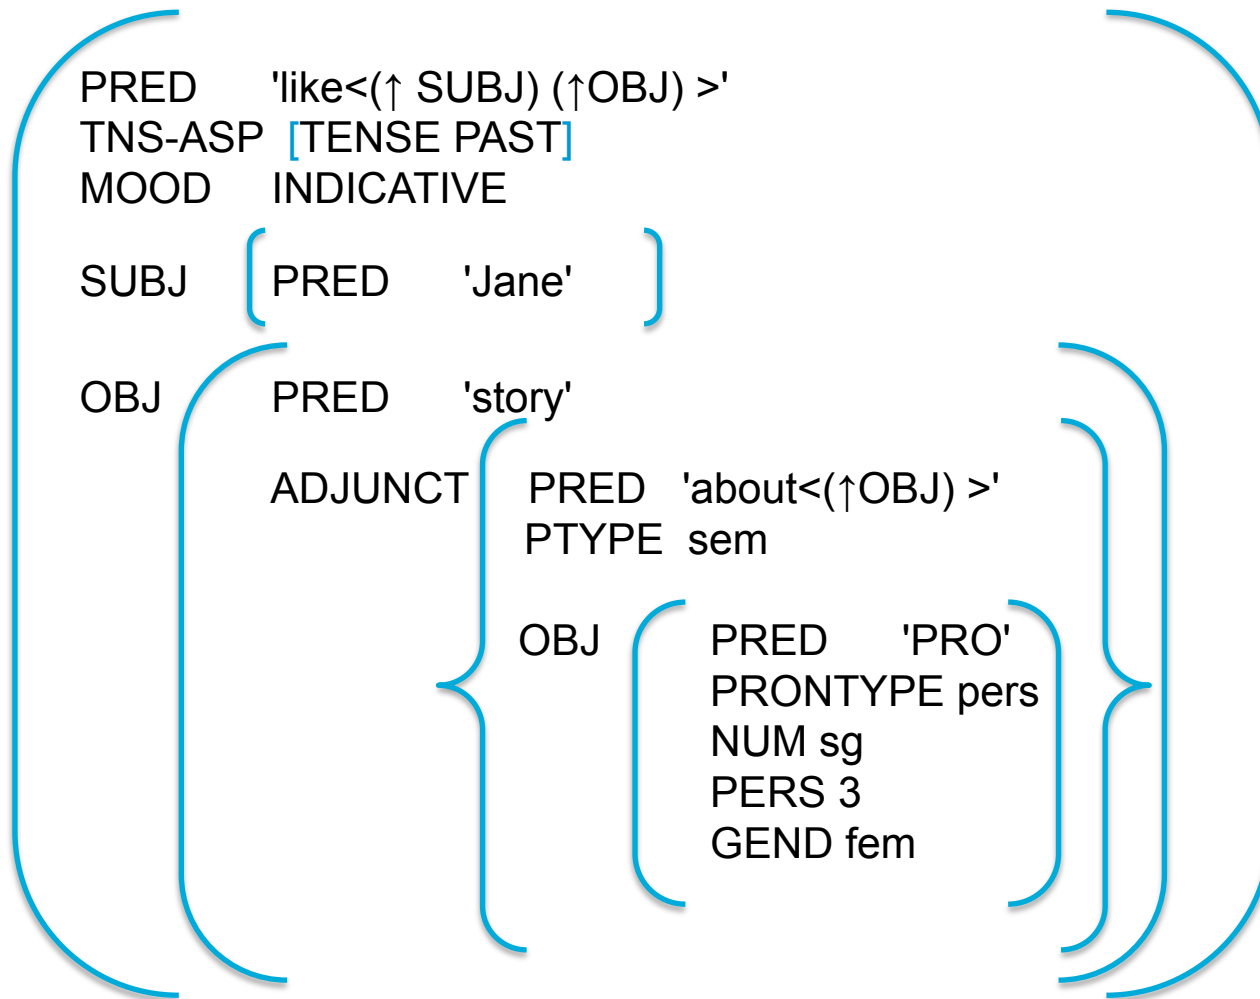 PRED 'like<(↑ SUBJ) (↑OBJ) >'
TNS-ASP [TENSE PAST]
MOOD INDICATIVE
SUBJ PRED 'Jane'
OBJ PRED 'story'
ADJUNCT PRED 'about<(↑OBJ) >'
PTYPE sem
OBJ PRED 'PRO'
PRONTYPE pers
NUM sg
PERS 3
GEND fem